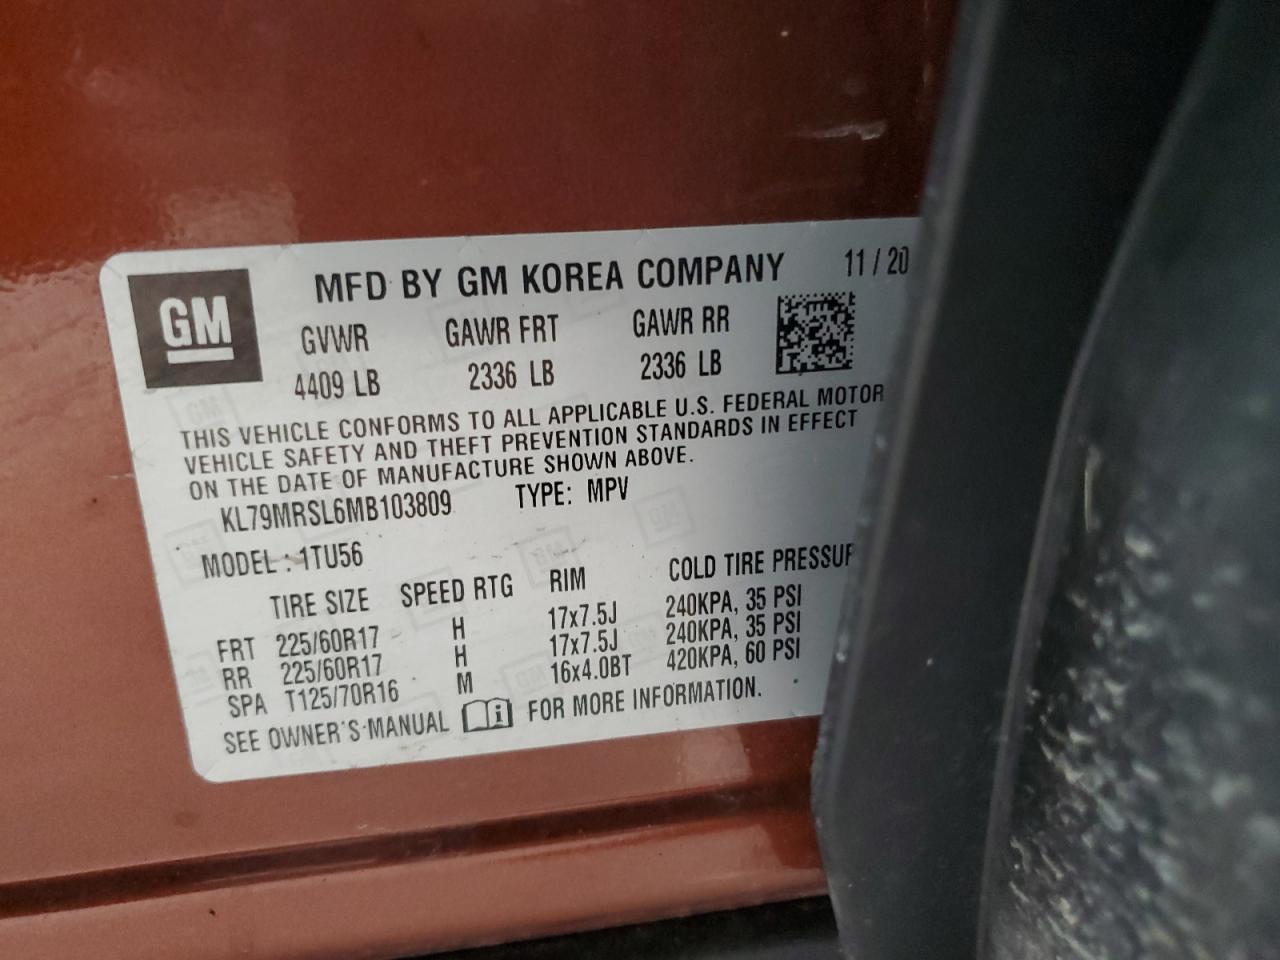 GM
MFD BY GM KOREA COMPANY 11 / 20
GVWR GAWR FRT GAWR RR
4409 LB 2336 LB 2336 LB
THIS VEHICLE CONFORMS TO ALL APPLICABLE U.S. FEDERAL MOTOR
VEHICLE SAFETY AND THEFT PREVENTION STANDARDS IN EFFECT
ON THE DATE OF MANUFACTURE SHOWN ABOVE.
KL79MRSL6MB103809 TYPE: MPV
MODEL : 1TU56
TIRE SIZE SPEED RTG RIM COLD TIRE PRESSUR
FRT 225/60R17 H 17x7.5J 240KPA, 35 PSI
RR 225/60R17 H 17x7.5J 240KPA, 35 PSI
SPA T125/70R16 M 16x4.0BT 420KPA, 60 PSI
SEE OWNER'S MANUAL i FOR MORE INFORMATION.